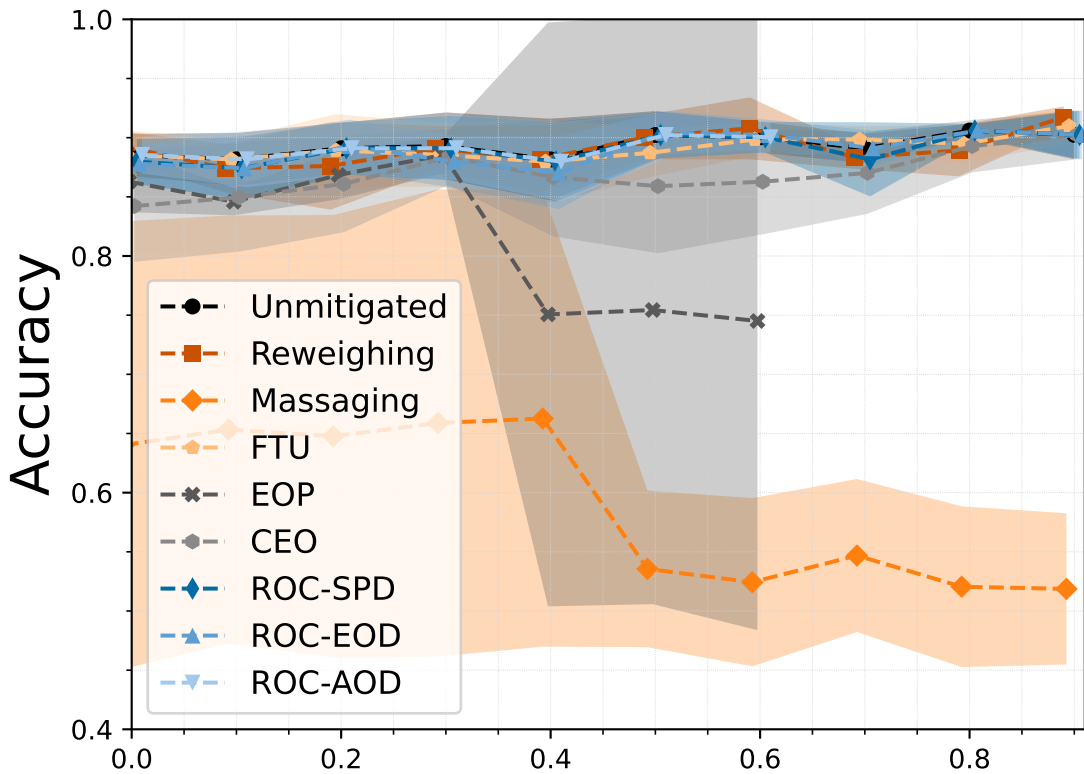 1.0
0.8
0.6
0.4
Accuracy
Unmitigated
Reweighing
Massaging
FTU
EOP
CEO
ROC-SPD
ROC-EOD
ROC-AOD
0.0 0.2 0.4 0.6 0.8